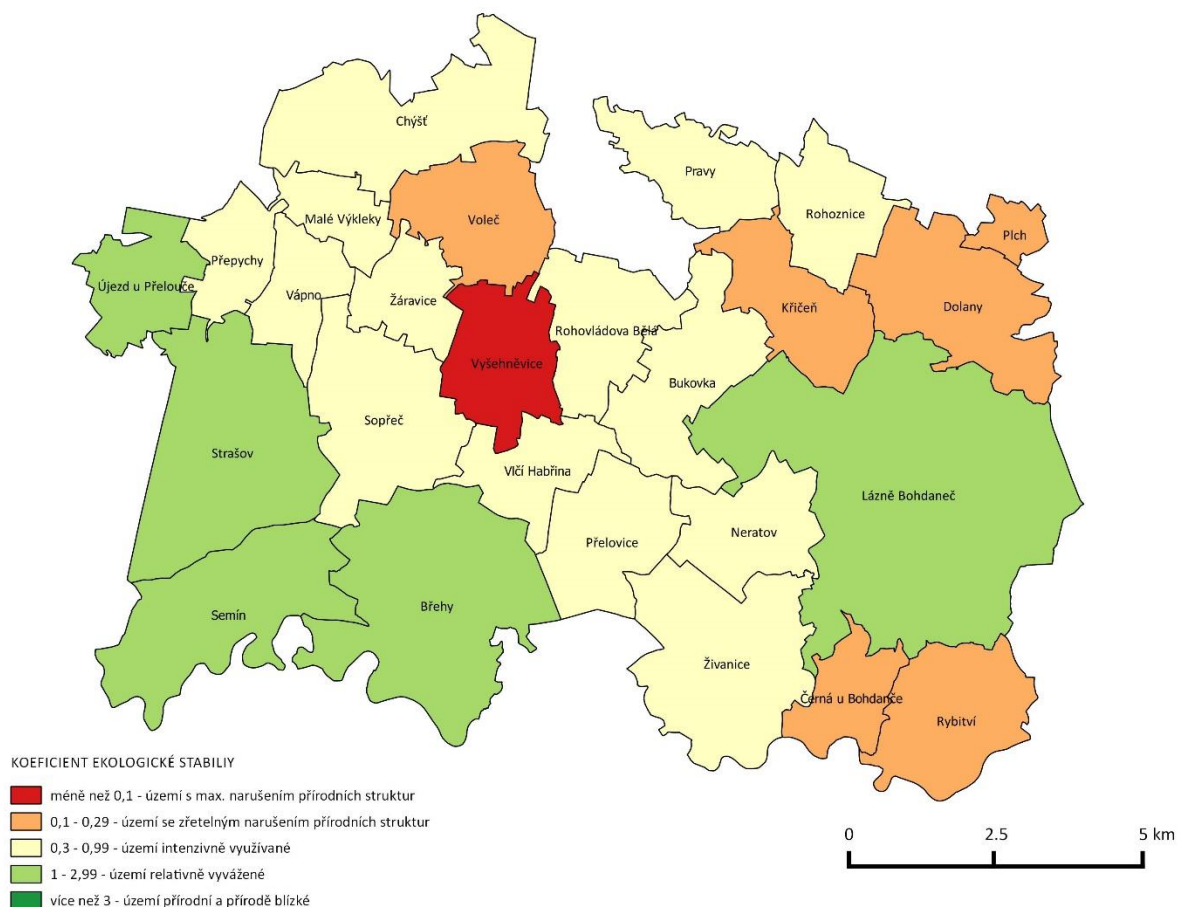 Chýšť
Pravy
Rohoznice
Malé Výkleky
Voleč
Plch
Přepychy
Újezd u Přelouče
Vápno
Žáravice
Křičeň
Dolany
Rohovládova Bělá
Vyšehněvice
Bukovka
Sopřeč
Strašov
Vlčí Habřina
Lázně Bohdaneč
Přelovice
Neratov
Semín
Břehy
Živanice
Černá u Bohdanče
Rybitví
KOEFICIENT EKOLOGICKÉ STABILIY
méně než 0,1 - území s max. narušením přírodních struktur
0,1 - 0,29 - území se zřetelným narušením přírodních struktur
0,3 - 0,99 - území intenzivně využívané
1 - 2,99 - území relativně vyvážené
více než 3 - území přírodní a přírodě blízké
0 2.5 5 km